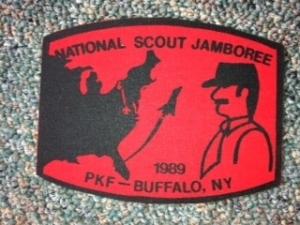 NATIONAL SCOUT JAMBOREE
1989
PKF-BUFFALO, NY